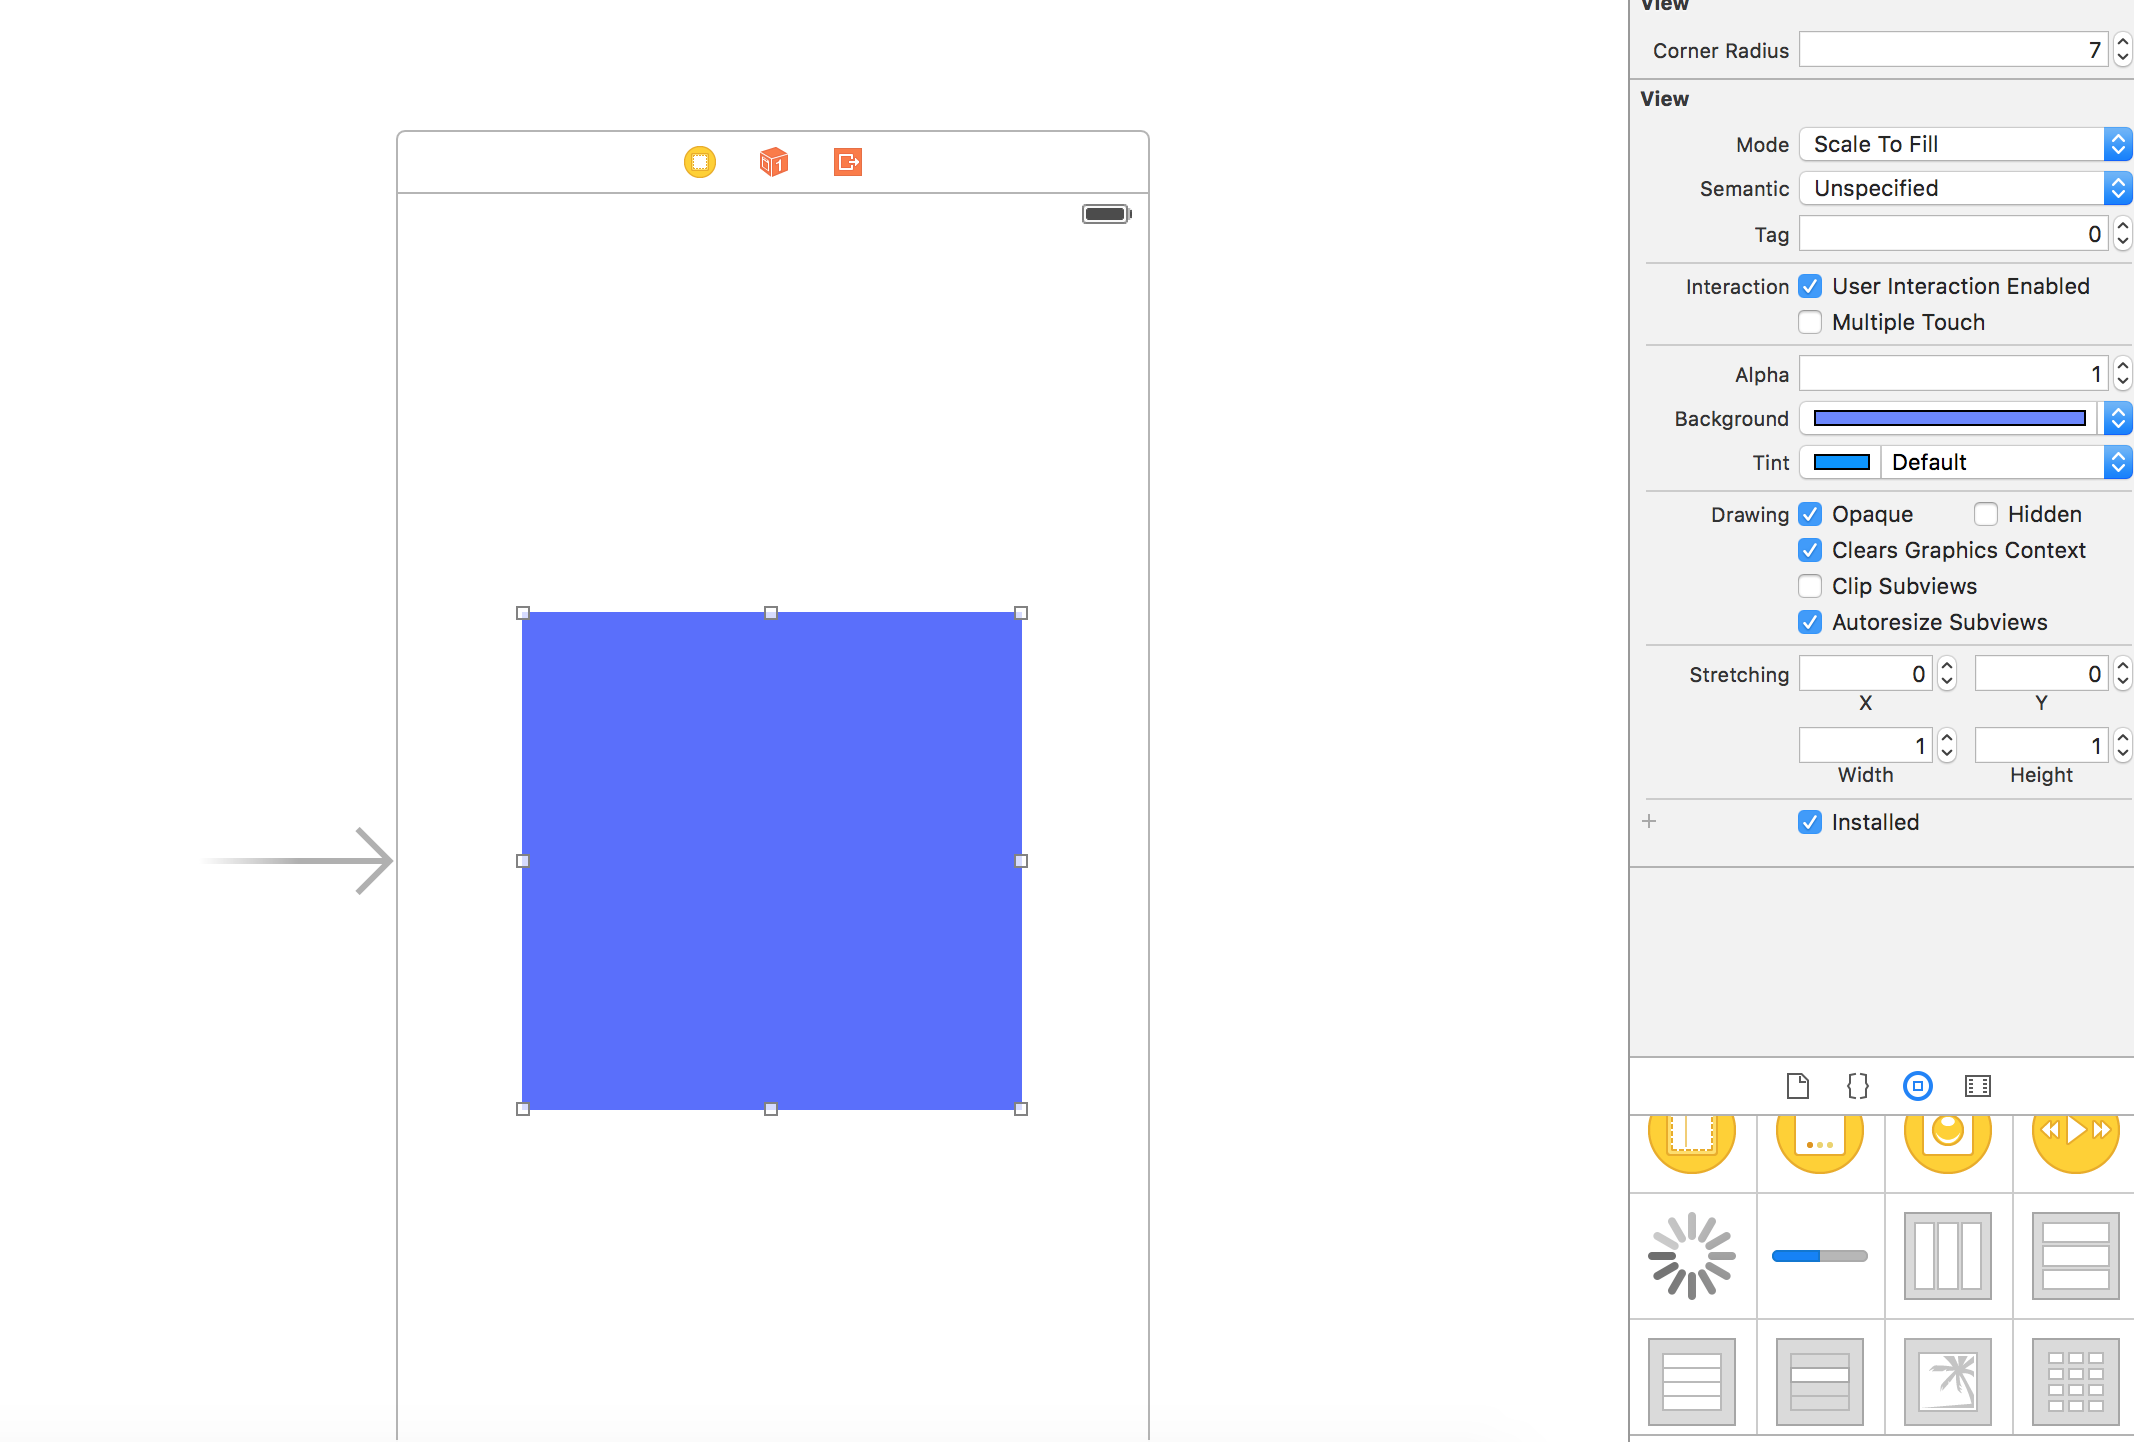 View
Corner Radius 7
View
Mode Scale To Fill
Semantic Unspecified
Tag 0
Interaction User Interaction Enabled
Multiple Touch
Alpha 1
Background
Tint Default
Drawing Opaque Hidden
Clears Graphics Context
Clip Subviews
Autoresize Subviews
Stretching 0 0
X Y
1 1
Width Height
+ Installed
{ }
1